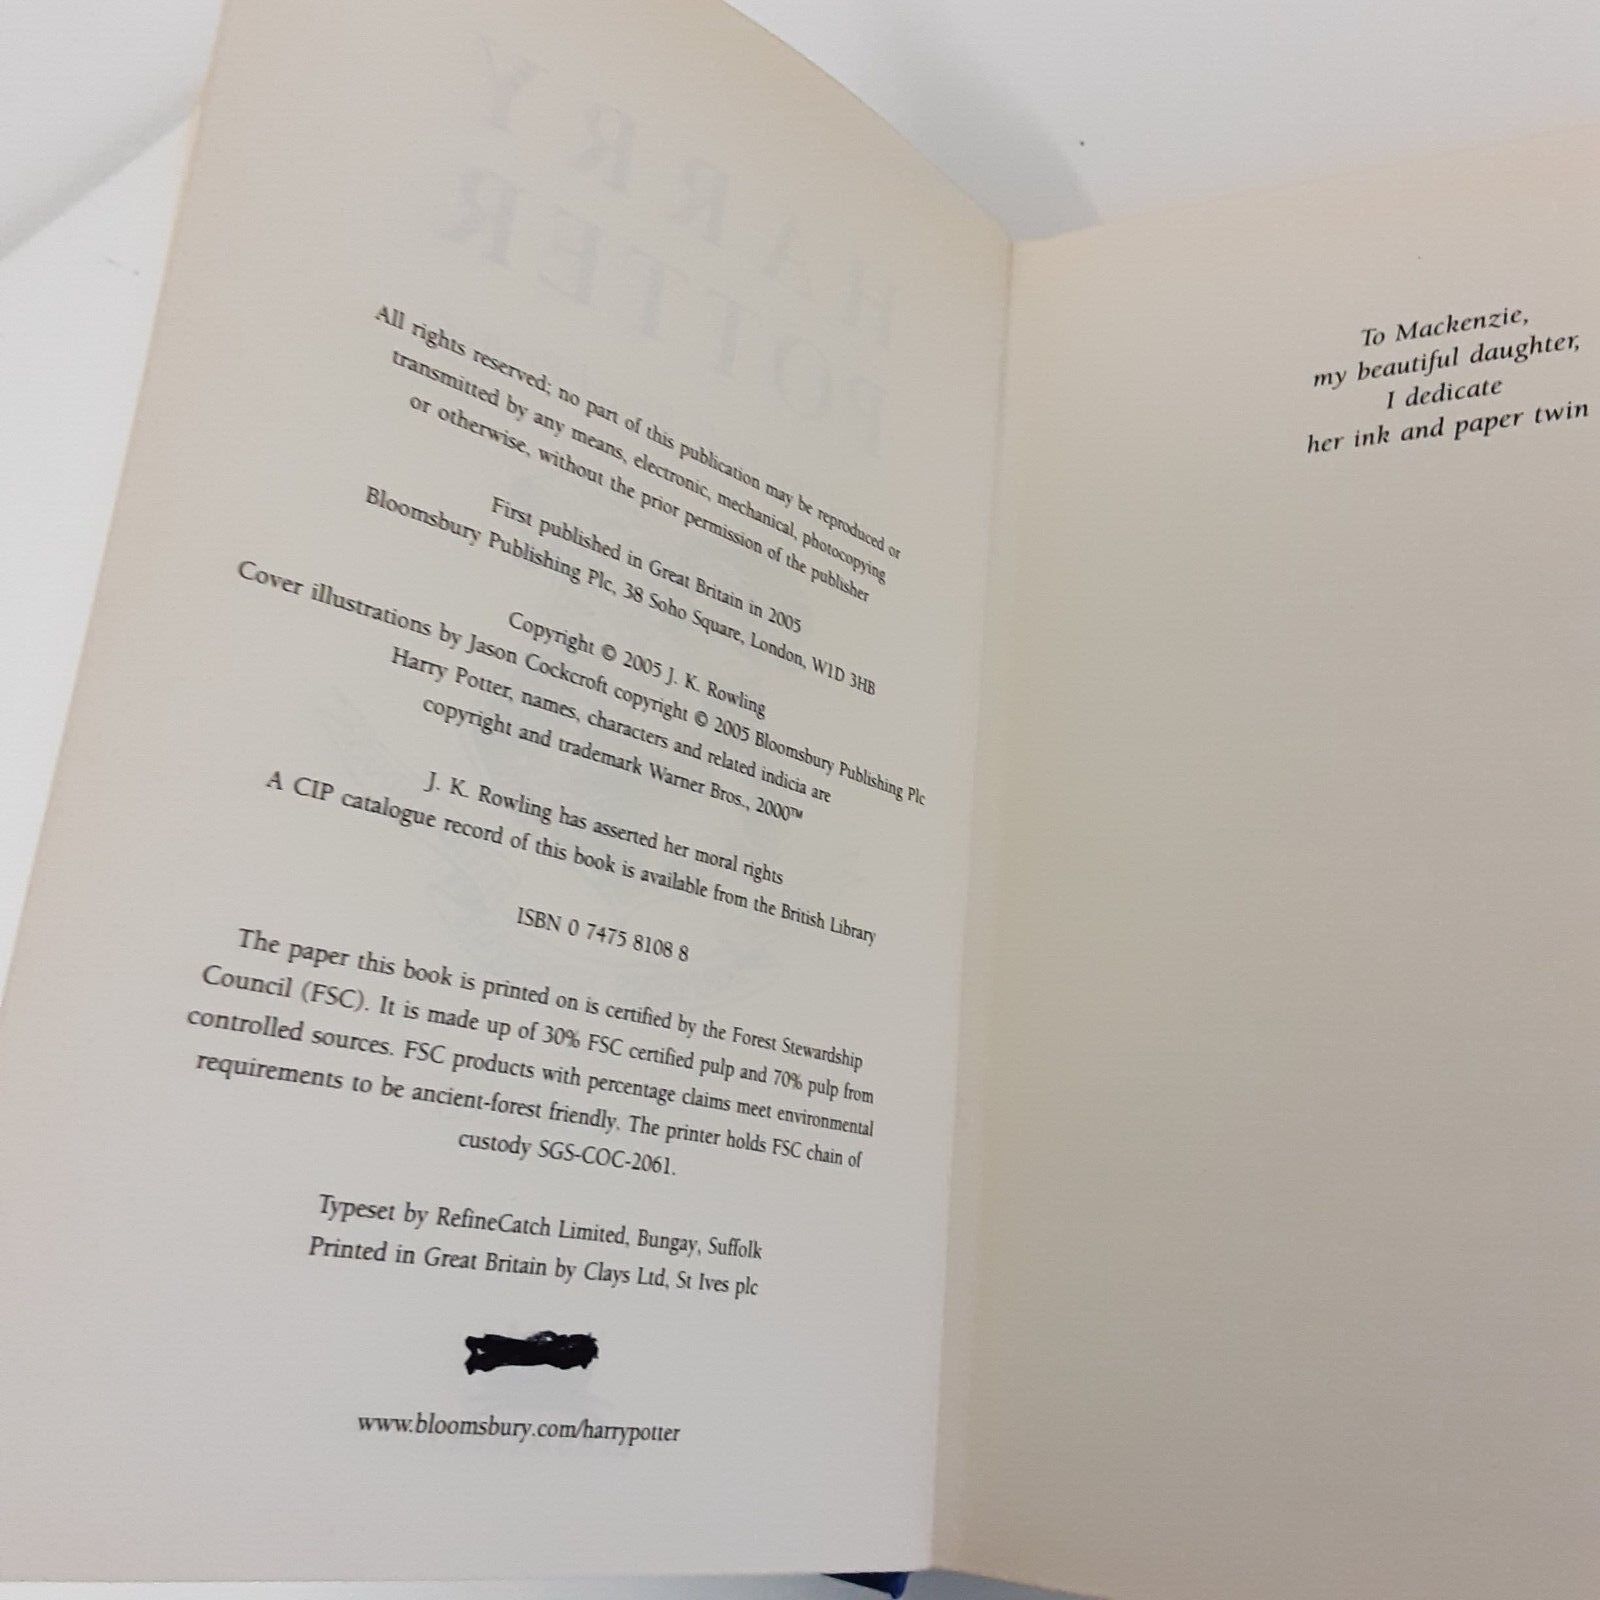 All rights reserved; no part of this publication may be reproduced or
transmitted by any means, electronic, mechanical, photocopying
or otherwise, without the prior permission of the publisher
First published in Great Britain in 2005
Bloomsbury Publishing Plc, 38 Soho Square, London, W1D 3HB
Copyright © 2005 J. K. Rowling
Cover illustrations by Jason Cockcroft copyright © 2005 Bloomsbury Publishing Plc
Harry Potter, names, characters and related indicia are
copyright and trademark Warner Bros., 2000™
J. K. Rowling has asserted her moral rights
A CIP catalogue record of this book is available from the British Library
ISBN 0 7475 8108 8
The paper this book is printed on is certified by the Forest Stewardship
Council (FSC). It is made up of 30% FSC certified pulp and 70% pulp from
controlled sources. FSC products with percentage claims meet environmental
requirements to be ancient-forest friendly. The printer holds FSC chain of
custody SGS-COC-2061.
Typeset by RefineCatch Limited, Bungay, Suffolk
Printed in Great Britain by Clays Ltd, St Ives plc
www.bloomsbury.com/harrypotter
To Mackenzie,
my beautiful daughter,
I dedicate
her ink and paper twin